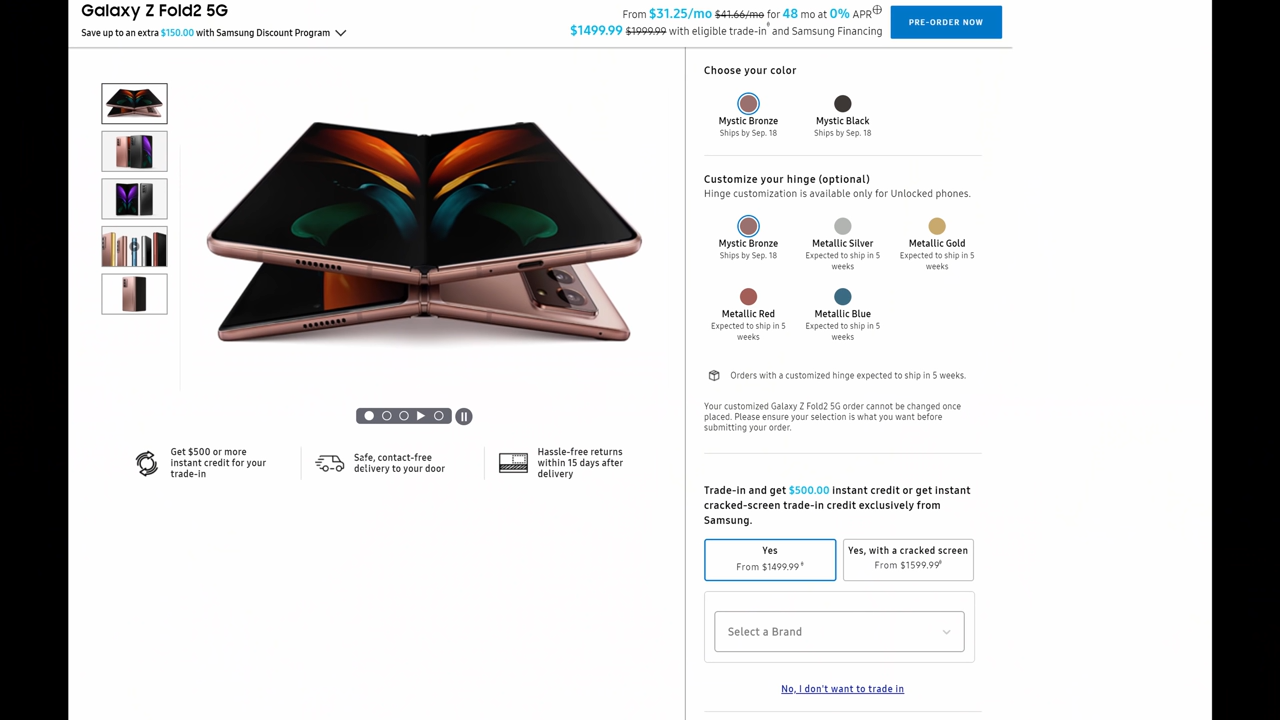 Galaxy Z Fold2 5G
Save up to an extra $150.00 with Samsung Discount Program
From $31.25/mo $41.66/mo for 48 mo at 0% APR⊕
$1499.99 $1999.99 with eligible trade-in and Samsung Financing
PRE-ORDER NOW
Choose your color
Mystic Bronze
Ships by Sep. 18
Mystic Black
Ships by Sep. 18
Customize your hinge (optional)
Hinge customization is available only for Unlocked phones.
Mystic Bronze
Ships by Sep. 18
Metallic Silver
Expected to ship in 5
weeks
Metallic Gold
Expected to ship in 5
weeks
Metallic Red
Expected to ship in 5
weeks
Metallic Blue
Expected to ship in 5
weeks
Orders with a customized hinge expected to ship in 5 weeks.
Your customized Galaxy Z Fold2 5G order cannot be changed once
placed. Please ensure your selection is what you want before
submitting your order.
Get $500 or more
instant credit for your
trade-in
Safe, contact-free
delivery to your door
Hassle-free returns
within 15 days after
delivery
Trade-in and get $500.00 instant credit or get instant
cracked-screen trade-in credit exclusively from
Samsung.
Yes
From $1499.99
Yes, with a cracked screen
From $1599.99
Select a Brand
No, I don't want to trade in